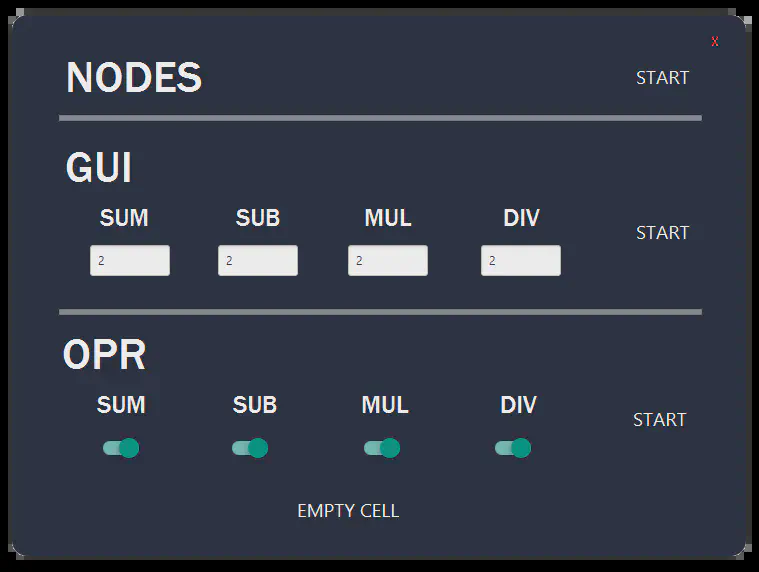 X
NODES START
GUI
SUM SUB MUL DIV
START
2 2 2 2
OPR
SUM SUB MUL DIV
START
EMPTY CELL